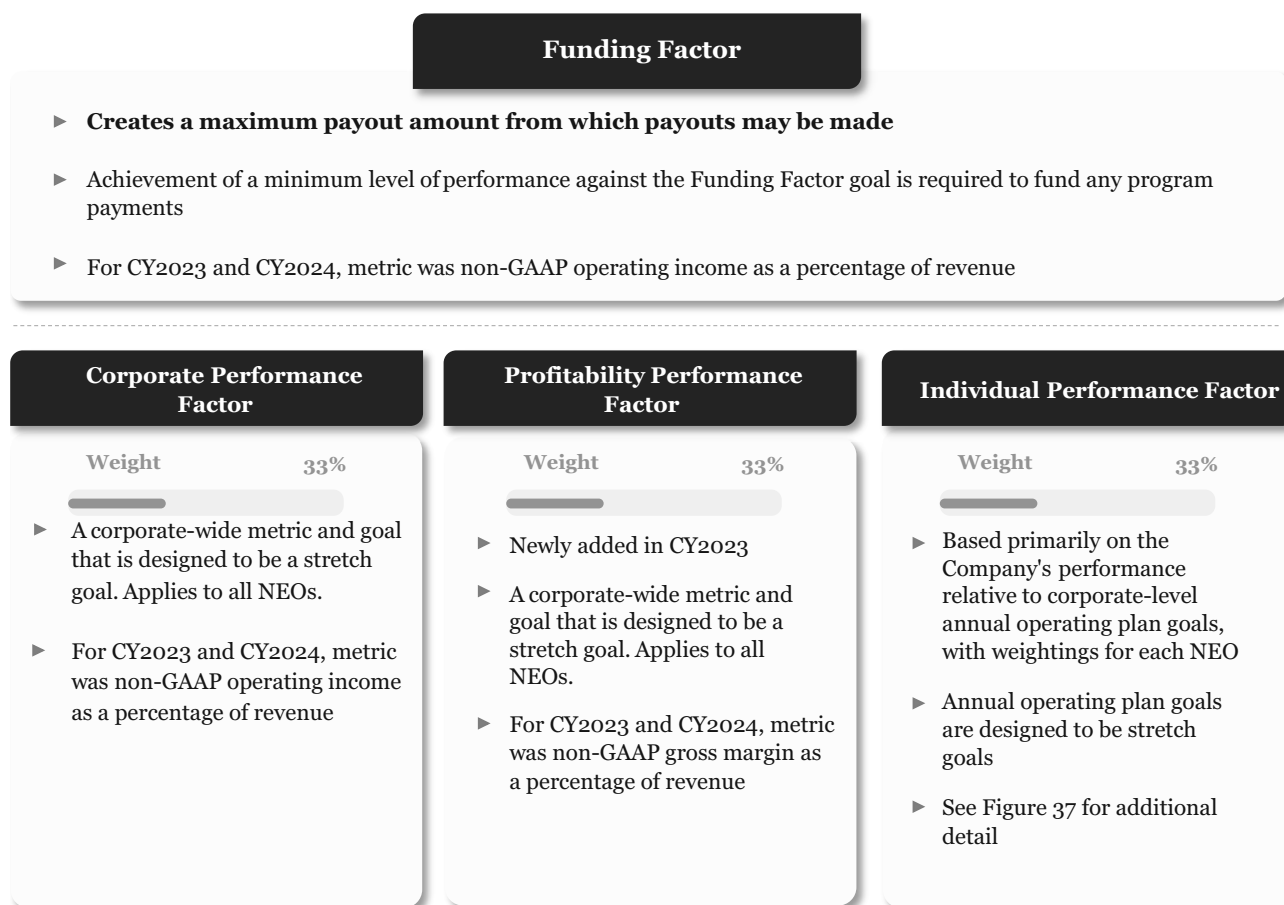 Funding Factor
► Creates a maximum payout amount from which payouts may be made
► Achievement of a minimum level of performance against the Funding Factor goal is required to fund any program
payments
► For CY2023 and CY2024, metric was non-GAAP operating income as a percentage of revenue
Corporate Performance
Factor
Weight 33%
► A corporate-wide metric and goal
that is designed to be a stretch
goal. Applies to all NEOs.
► For CY2023 and CY2024, metric
was non-GAAP operating income
as a percentage of revenue
Profitability Performance
Factor
Weight 33%
► Newly added in CY2023
► A corporate-wide metric and
goal that is designed to be a
stretch goal. Applies to all
NEOs.
► For CY2023 and CY2024, metric
was non-GAAP gross margin as
a percentage of revenue
Individual Performance Factor
Weight 33%
► Based primarily on the
Company's performance
relative to corporate-level
annual operating plan goals,
with weightings for each NEO
► Annual operating plan goals
are designed to be stretch
goals
► See Figure 37 for additional
detail